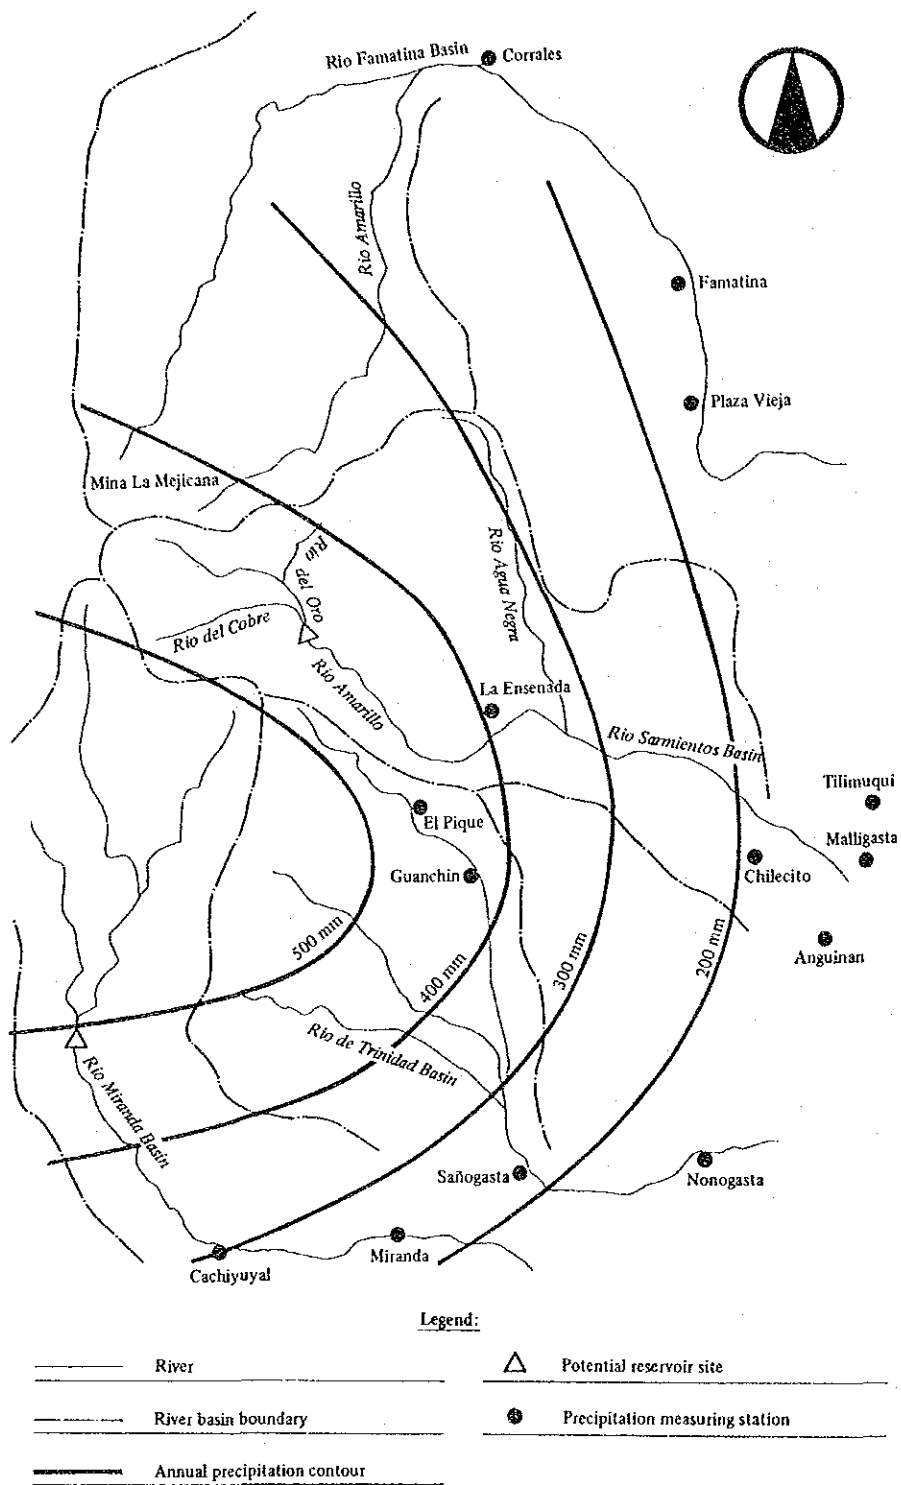 Rio Famatina Basin
Corrales
Rio Amarillo
Famatina
Plaza Vieja
Mina La Mejicana
Rio del Oro
Rio Agua Negra
Rio del Cobre
Rio Amarillo
La Ensenada
Rio Sarmientos Basin
Tilimuqui
El Pique
Malligasta
Guanchin
Chilecito
500 mm
400 mm
300 mm
200 mm
Anguinan
Rio de Trinidad Basin
Rio Miranda Basin
Sañogasta
Nonogasta
Miranda
Cachiyuyal
Legend:
River
Potential reservoir site
River basin boundary
Precipitation measuring station
Annual precipitation contour